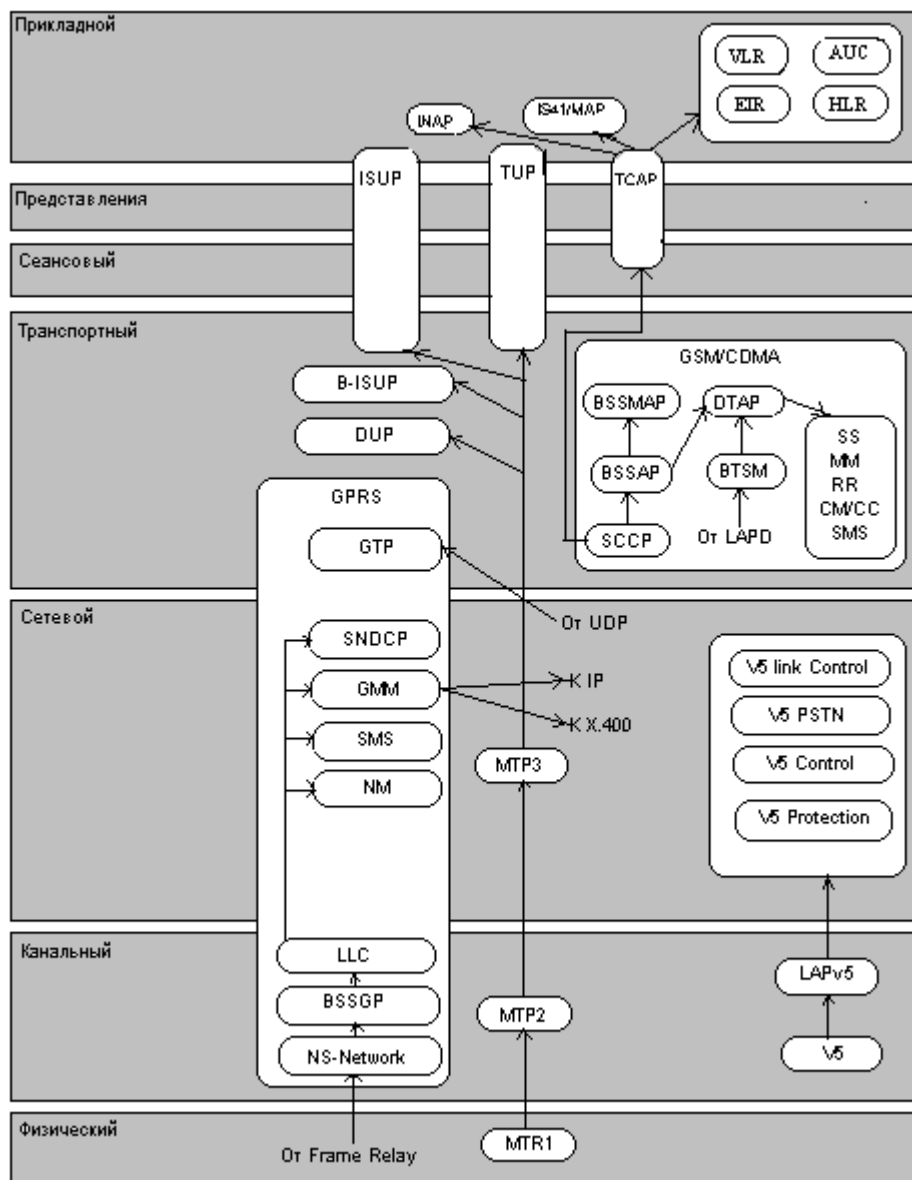 Прикладной
VLR
AUC
EIR
HLR
INAP
IS41/MAP
ISUP
TUP
TCAP
Представления
Сеансовый
Транспортный
GSM/CDMA
B-ISUP
BSSMAP
DTAP
DUP
SS
MM
RR
CM/CC
SMS
BSSAP
BTSM
GPRS
GTP
SCCP
От LAPD
Сетевой
От UDP
SNDCP
V5 link Control
GMM
К IP
V5 PSTN
SMS
К X.400
NM
MTP3
V5 Control
V5 Protection
Канальный
LLC
LAPv5
BSSGP
MTP2
NS-Network
V5
Физический
От Frame Relay
MTR1